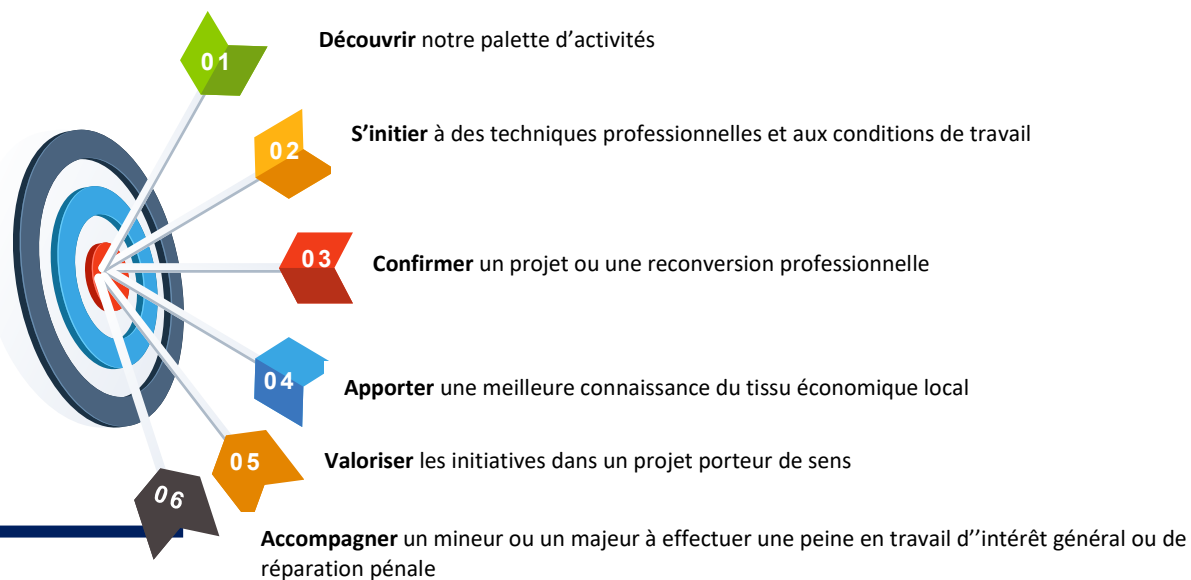 01
Découvrir notre palette d’activités
02
S’initier à des techniques professionnelles et aux conditions de travail
03
Confirmer un projet ou une reconversion professionnelle
04
Apporter une meilleure connaissance du tissu économique local
05
Valoriser les initiatives dans un projet porteur de sens
06
Accompagner un mineur ou un majeur à effectuer une peine en travail d’’intérêt général ou de
réparation pénale